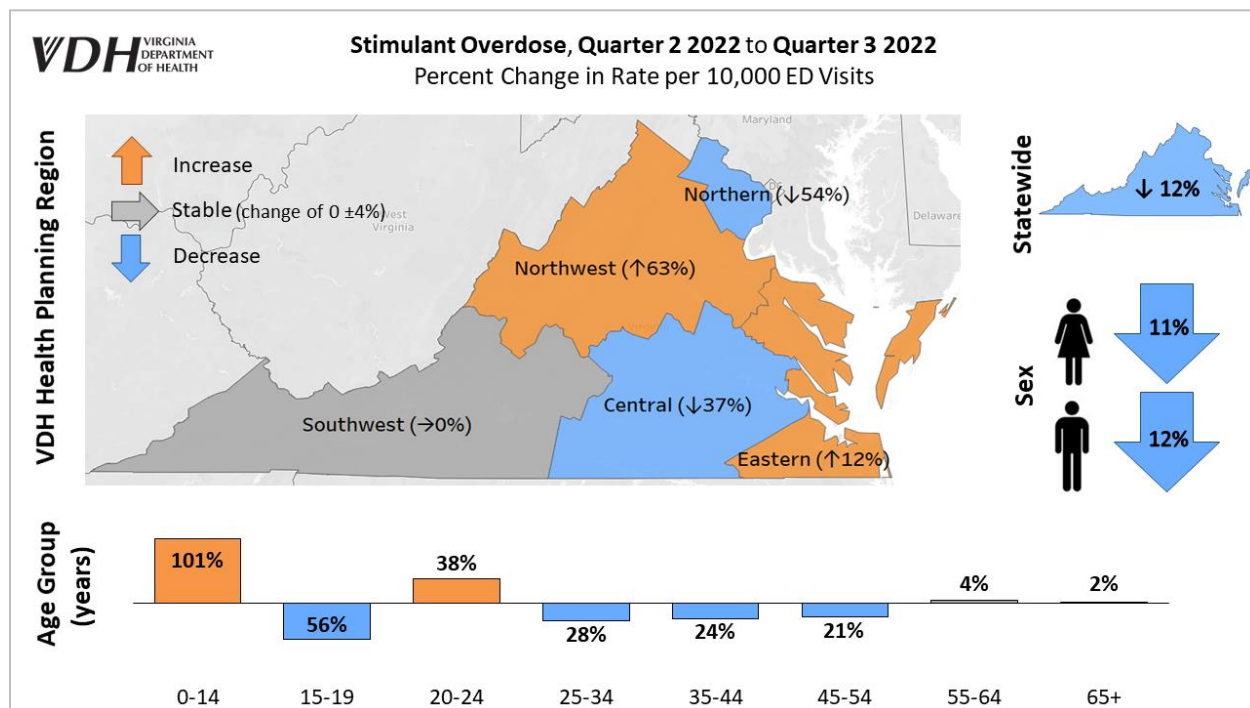 VDH VIRGINIA
DEPARTMENT
OF HEALTH
Stimulant Overdose, Quarter 2 2022 to Quarter 3 2022
Percent Change in Rate per 10,000 ED Visits
VDH Health Planning Region
Increase
Stable (change of 0 ±4%)
Decrease
Maryland
West
Virginia
Delaware
Northern (↓54%)
Northwest (↑63%)
Southwest (→0%)
Central (↓37%)
Eastern (↑12%)
Statewide
↓ 12%
Sex
11%
12%
Age Group
(years)
101%
56%
38%
28%
24%
21%
4%
2%
0-14
15-19
20-24
25-34
35-44
45-54
55-64
65+